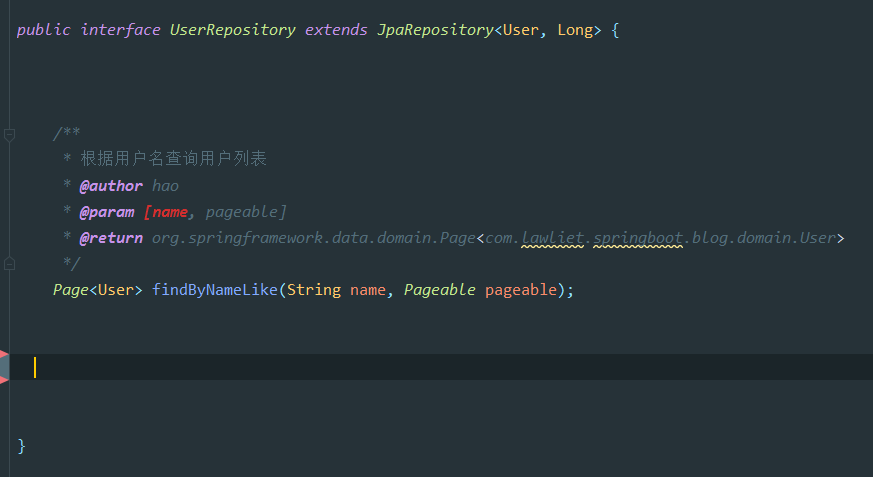 public interface UserRepository extends JpaRepository<User, Long> {
/**
* 根据用户名查询用户列表
* @author hao
* @param [name, pageable]
* @return org.springframework.data.domain.Page<com.lawliet.springboot.blog.domain.User>
*/
Page<User> findByNameLike(String name, Pageable pageable);
}